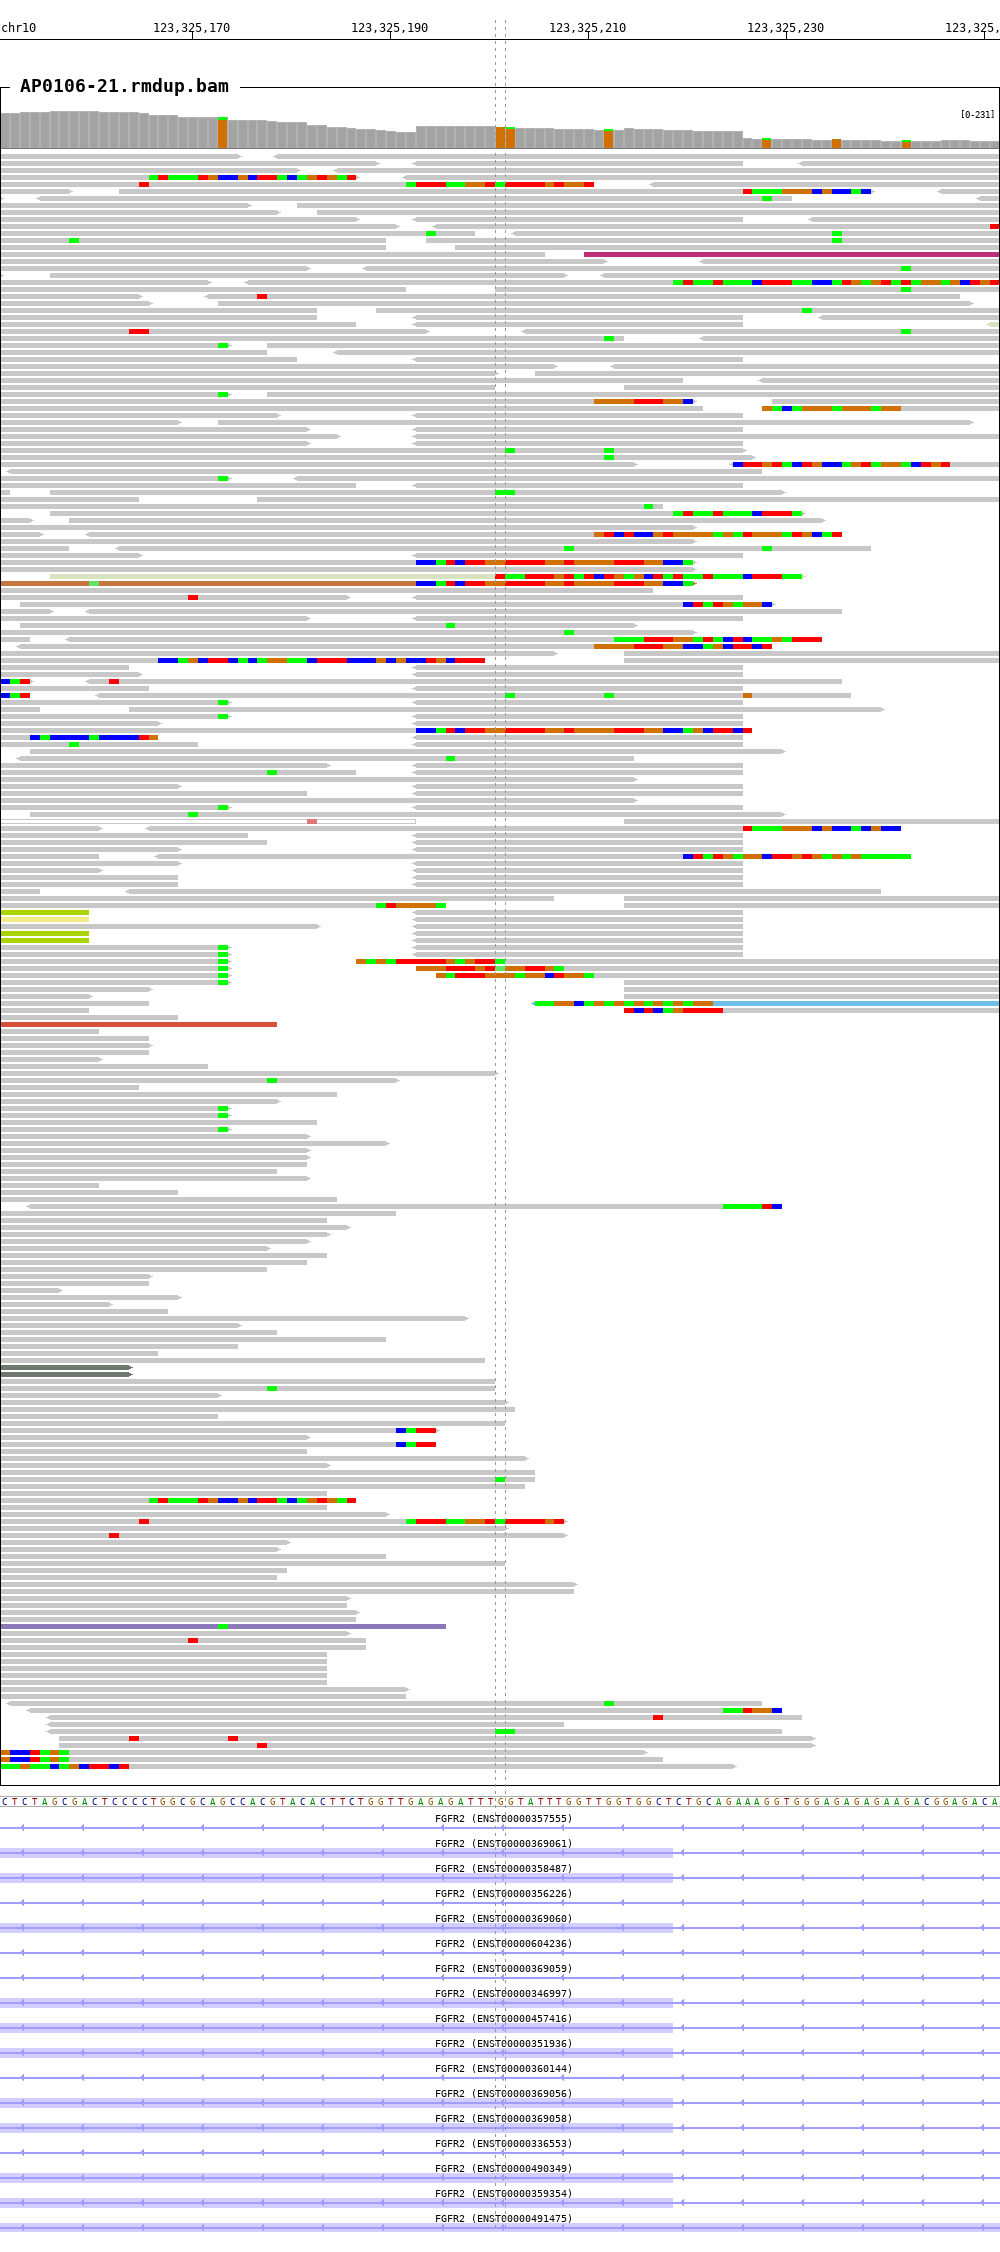 chr10 123,325,170 123,325,190 123,325,210 123,325,230 123,325,
AP0106-21.rmdup.bam
[0-231]
C T C T A G C G A C T C C C C T G G C G C A G C C A C G T A C A C T T C T G G T T G A G A G A T T T G G T A T T T G G T T G G T G G C T C T G C A G A A A G G T G G G A G A G A G A A G A C G G A G A C A
FGFR2 (ENST00000357555)
FGFR2 (ENST00000369061)
FGFR2 (ENST00000358487)
FGFR2 (ENST00000356226)
FGFR2 (ENST00000369060)
FGFR2 (ENST00000604236)
FGFR2 (ENST00000369059)
FGFR2 (ENST00000346997)
FGFR2 (ENST00000457416)
FGFR2 (ENST00000351936)
FGFR2 (ENST00000360144)
FGFR2 (ENST00000369056)
FGFR2 (ENST00000369058)
FGFR2 (ENST00000336553)
FGFR2 (ENST00000490349)
FGFR2 (ENST00000359354)
FGFR2 (ENST00000491475)